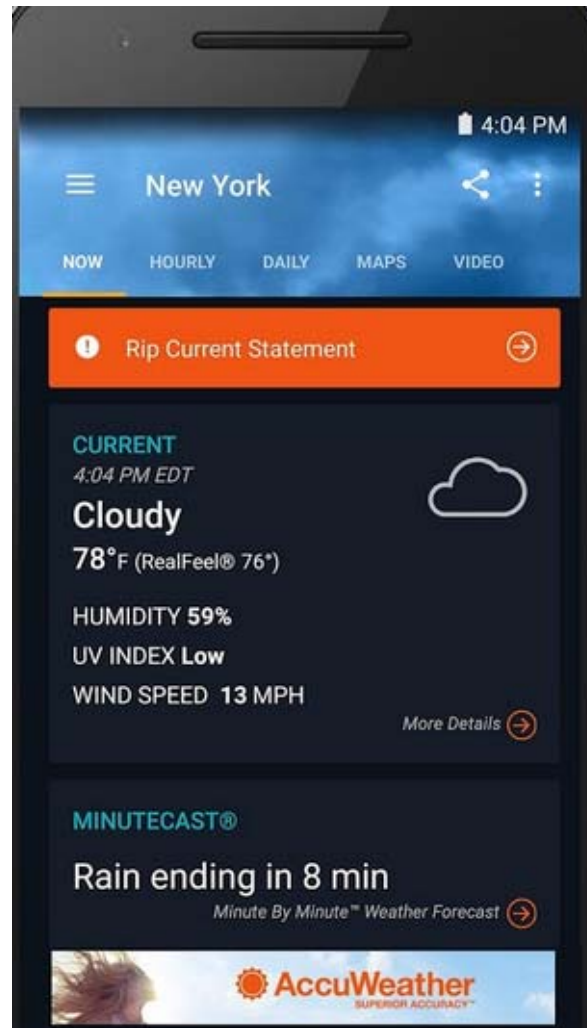 4:04 PM
New York
NOW HOURLY DAILY MAPS VIDEO
Rip Current Statement
CURRENT
4:04 PM EDT
Cloudy
78°F (RealFeel® 76°)
HUMIDITY 59%
UV INDEX Low
WIND SPEED 13 MPH
More Details
MINUTECAST®
Rain ending in 8 min
Minute By Minute™ Weather Forecast
AccuWeather
SUPERIOR ACCURACY™